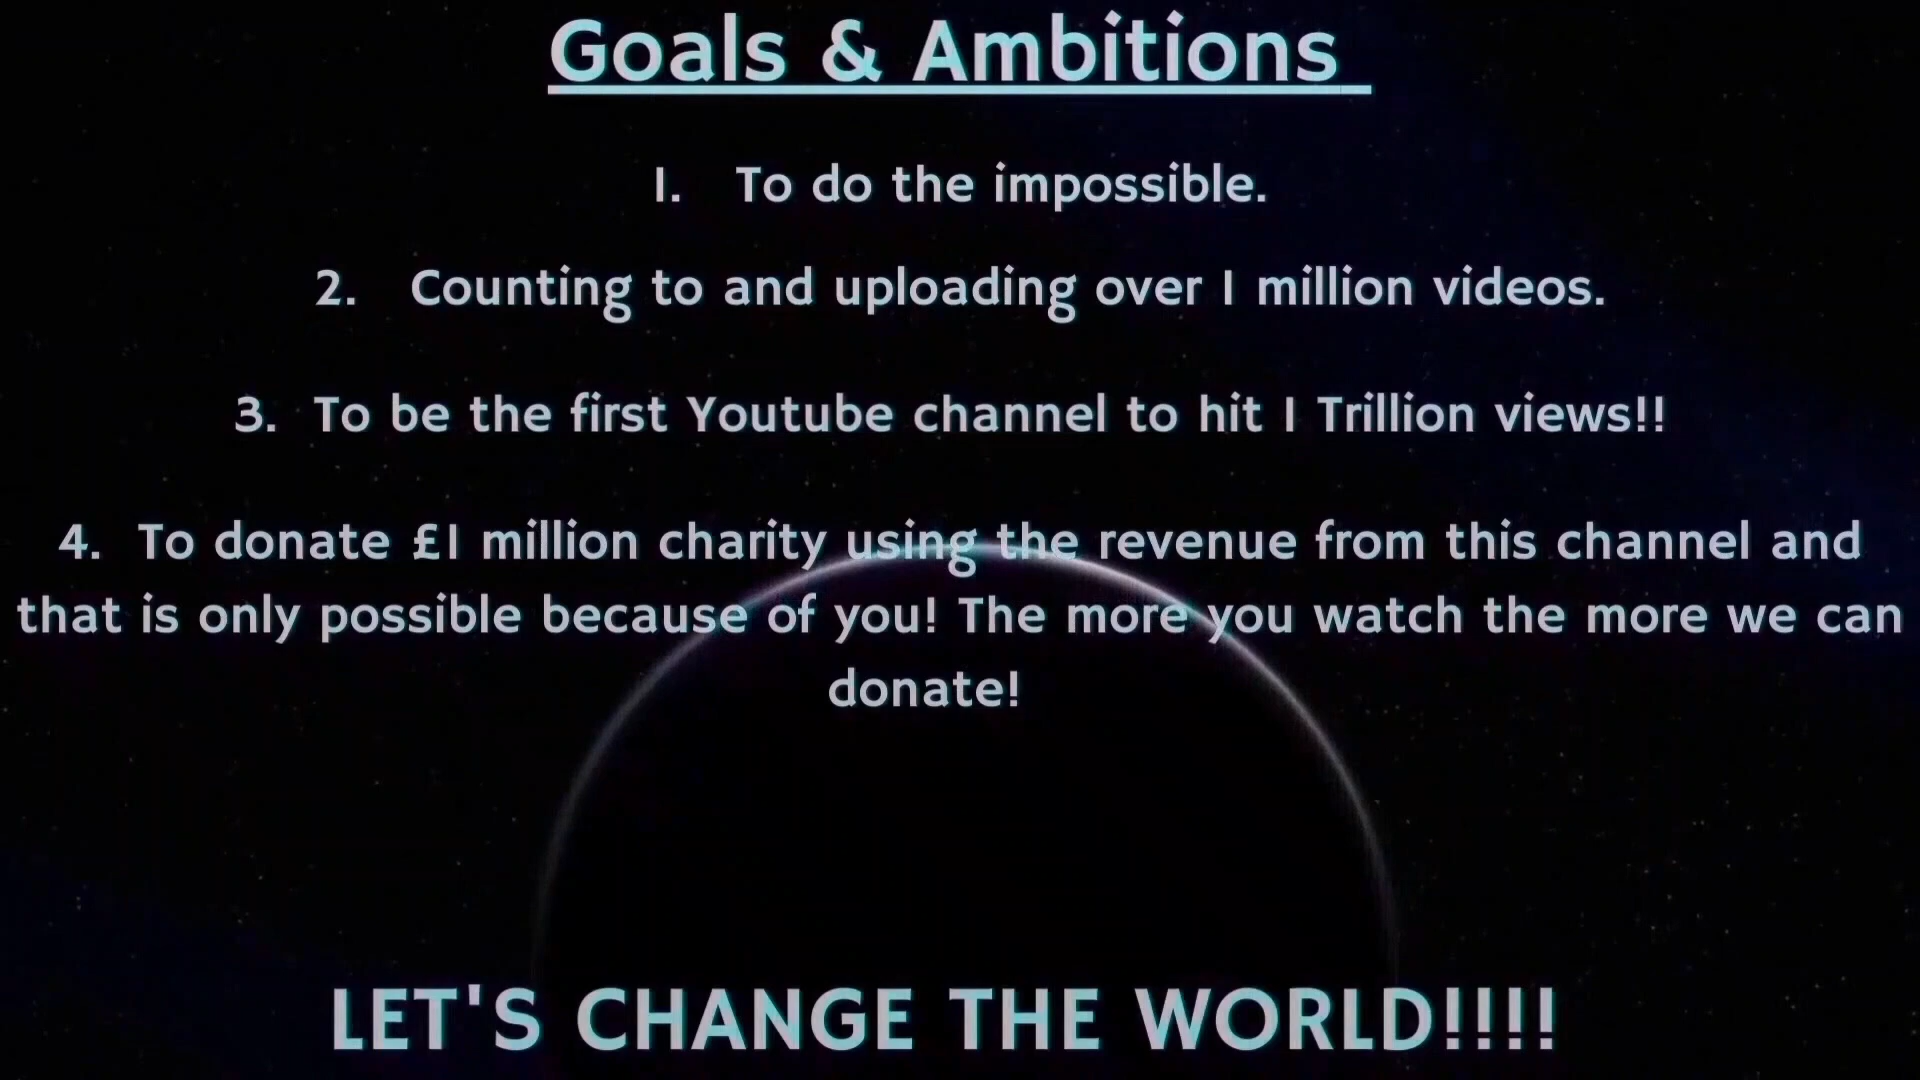 Goals & Ambitions
1. To do the impossible.
2. Counting to and uploading over 1 million videos.
3. To be the first Youtube channel to hit 1 Trillion views!!
4. To donate £1 million charity using the revenue from this channel and
that is only possible because of you! The more you watch the more we can
donate!
LET'S CHANGE THE WORLD!!!!